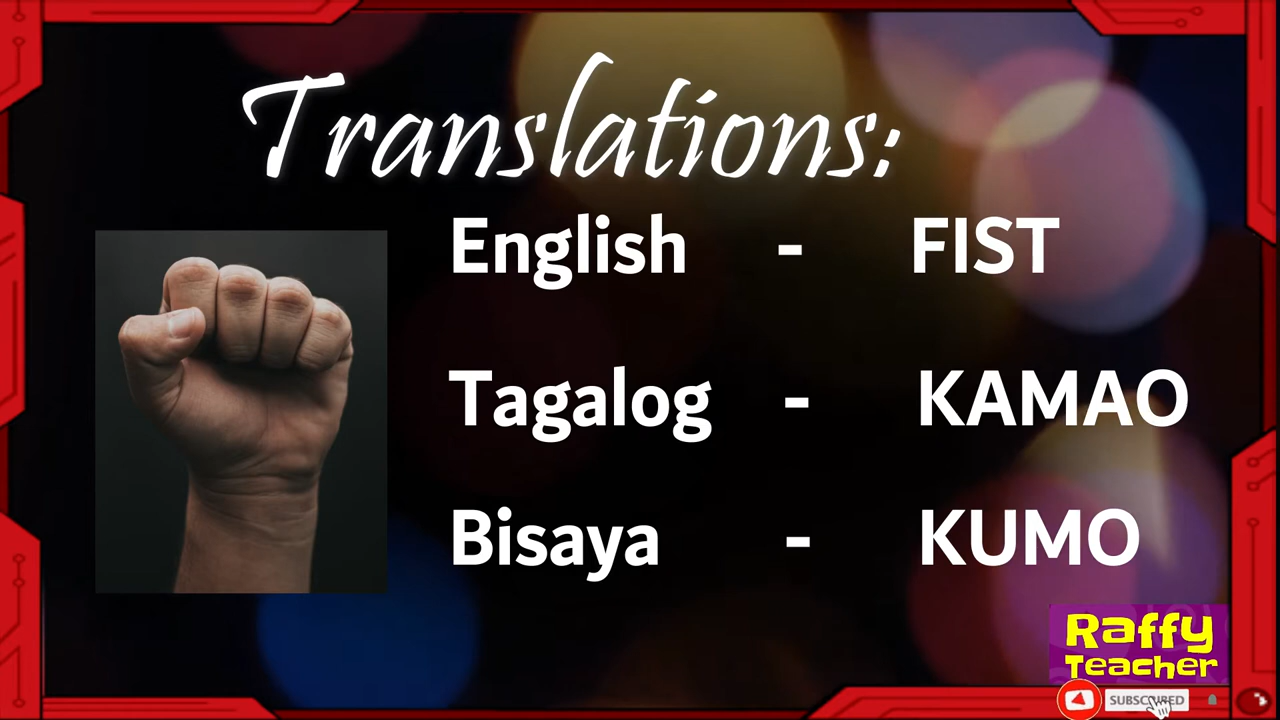 Translations:
English - FIST
Tagalog - KAMAO
Bisaya - KUMO
Raffy
Teacher
SUBSCRIBED